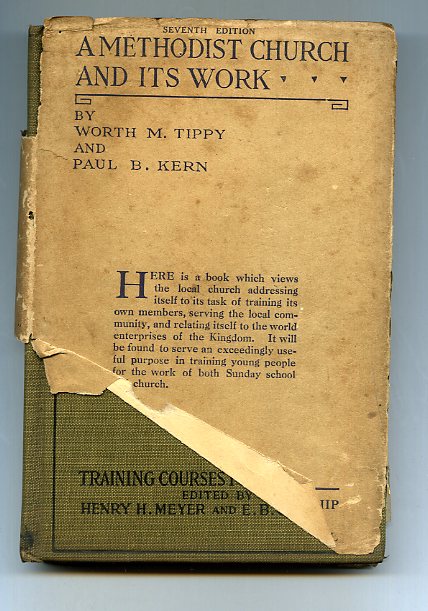 SEVENTH EDITION
A METHODIST CHURCH
AND ITS WORK
BY
WORTH M. TIPPY
AND
PAUL B. KERN
HERE is a book which views
the local church addressing
itself to its task of training its
own members, serving the local com-
munity, and relating itself to the world
enterprises of the Kingdom. It will
be found to serve an exceedingly use-
ful purpose in training young people
for the work of both Sunday school
church.
TRAINING COURSES
EDITED BY
HENRY H. MEYER AND E. B.